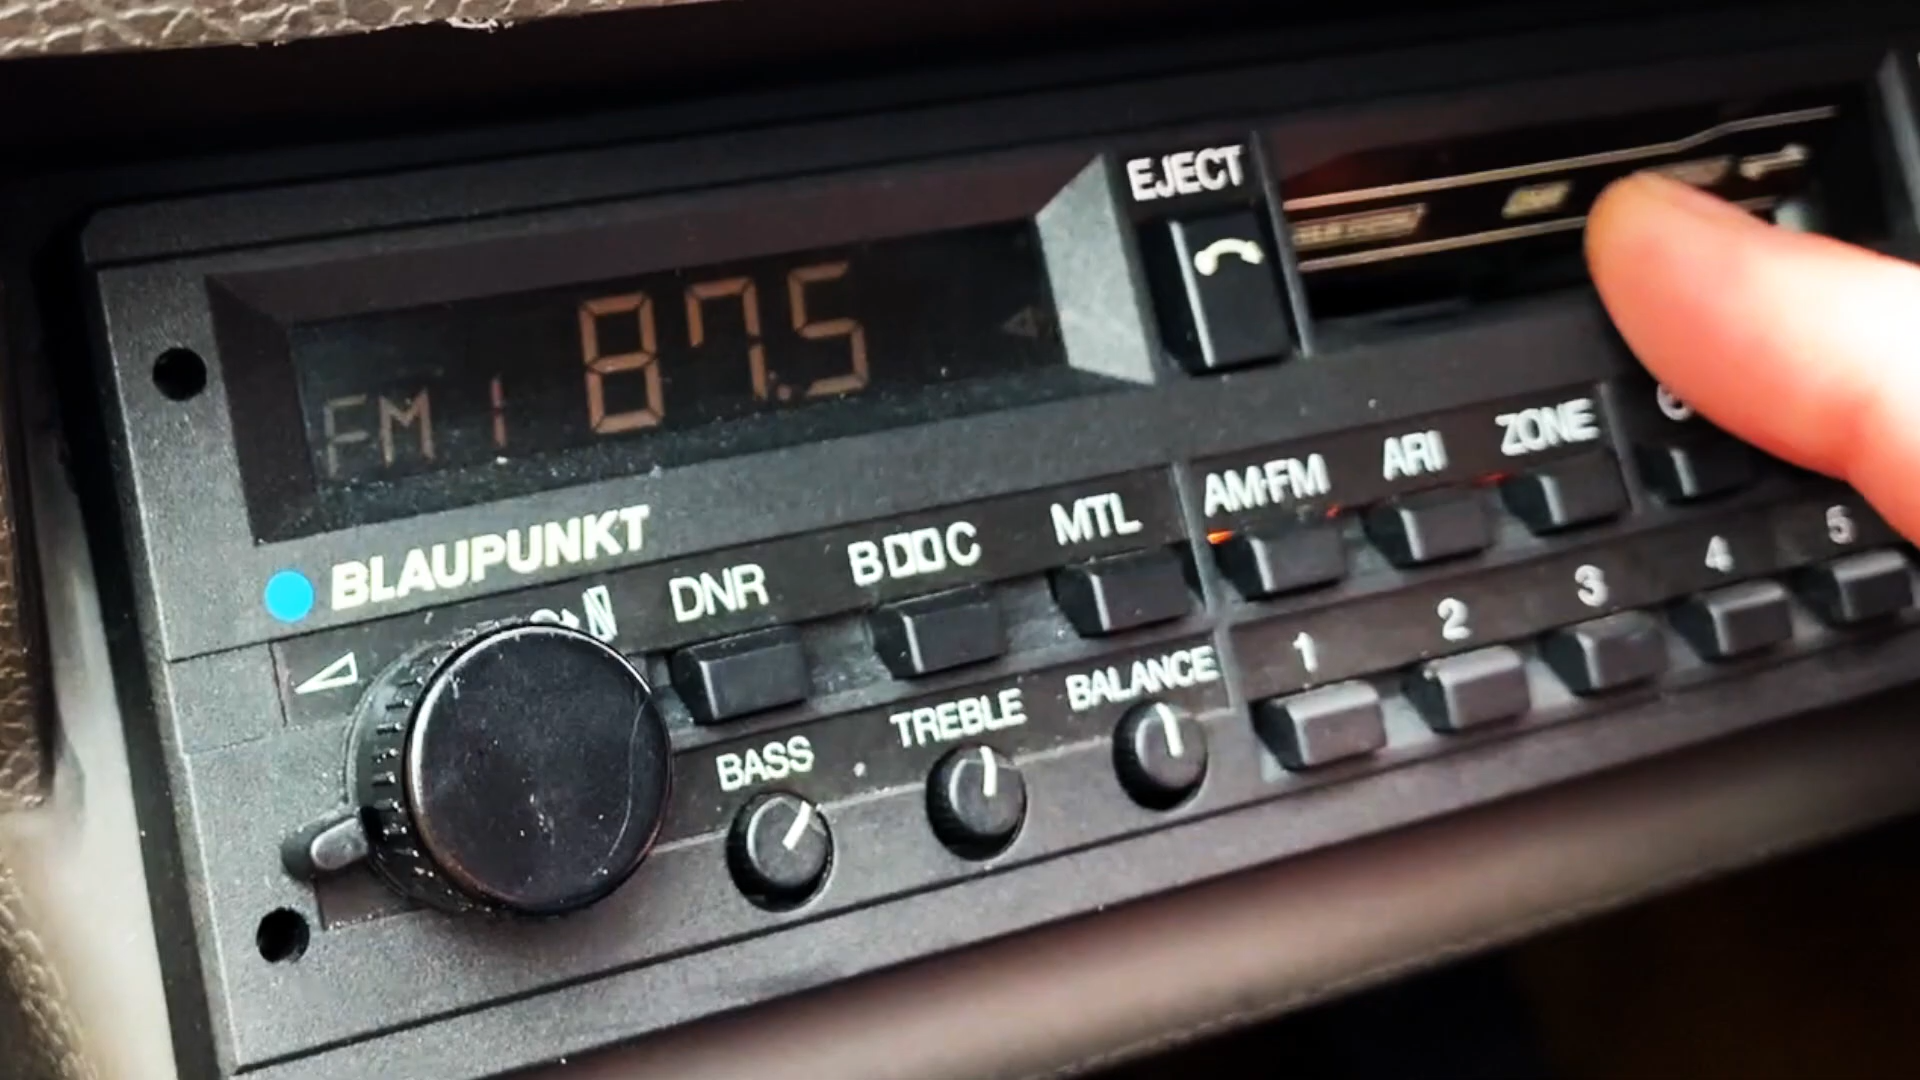 EJECT
FM 1 87.5
BLAUPUNKT
DNR
B C
MTL
AM·FM
ARI
ZONE
1
2
3
4
5
BASS
TREBLE
BALANCE